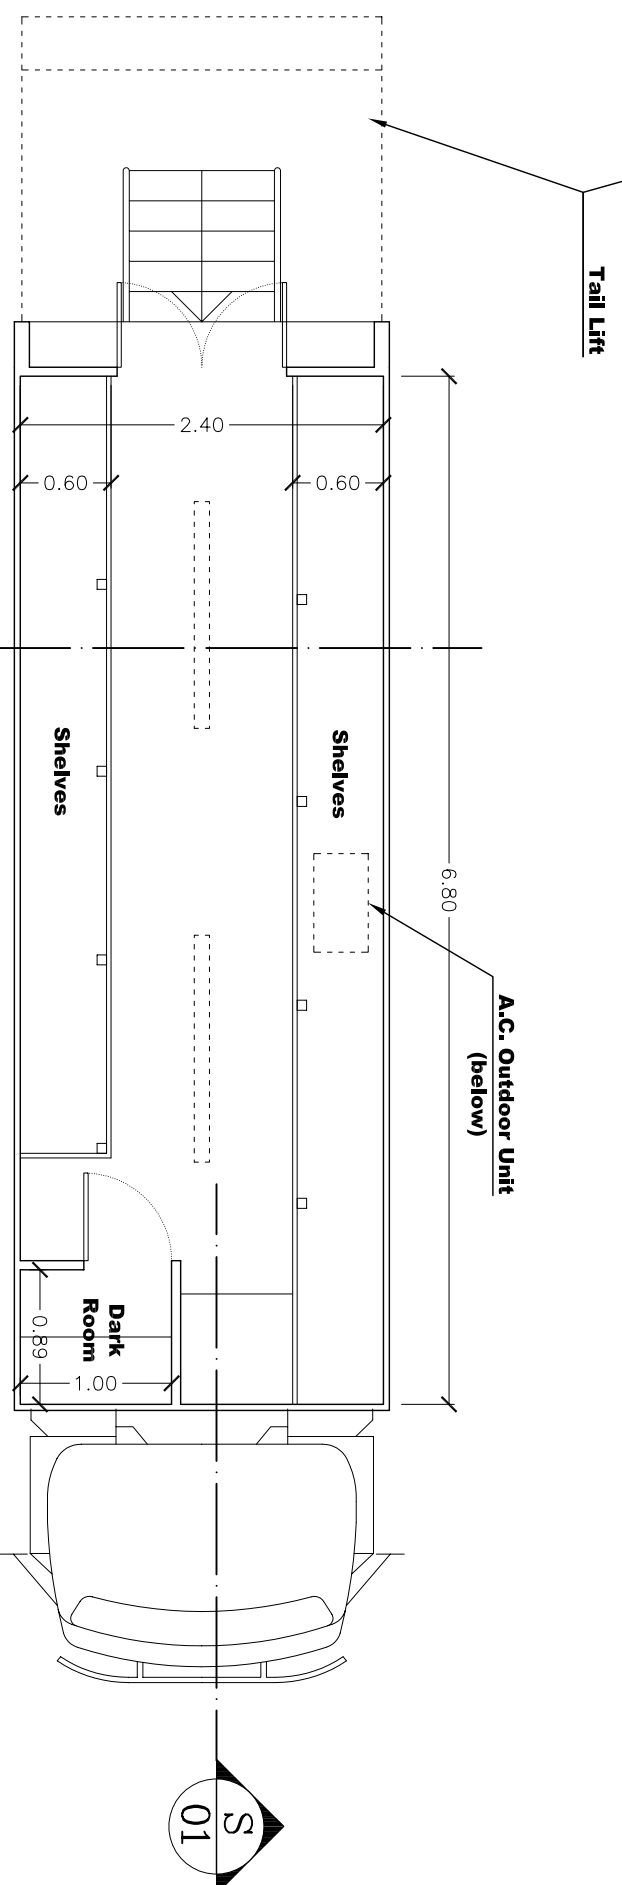 Tail Lift
2.40
0.60
0.60
Shelves
Shelves
6.80
A.C. Outdoor Unit
(below)
Dark
Room
0.89
1.00
S
01